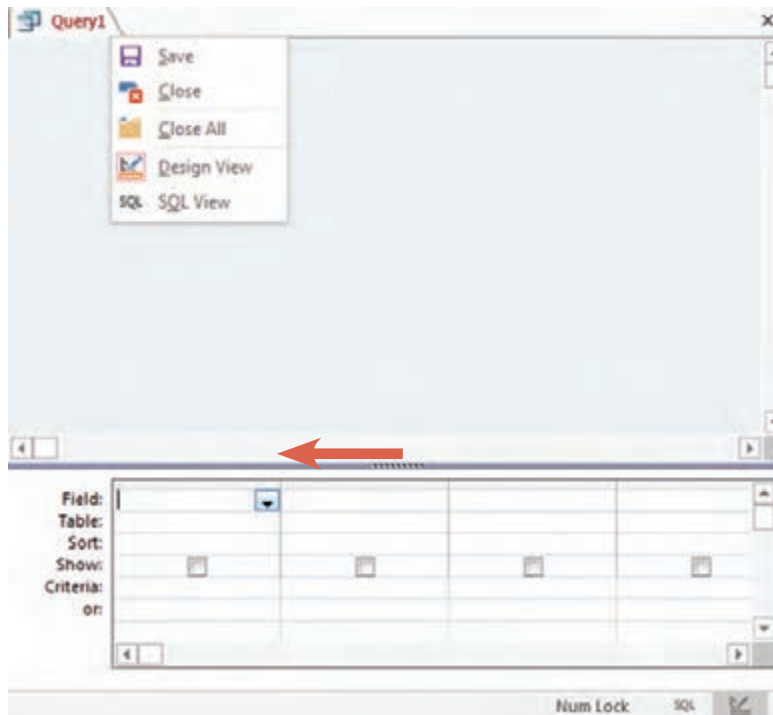 Query1
Save
Close
Close All
Design View
SQL SQL View
Field:
Table:
Sort:
Show:
Criteria:
or:
Num Lock SQL